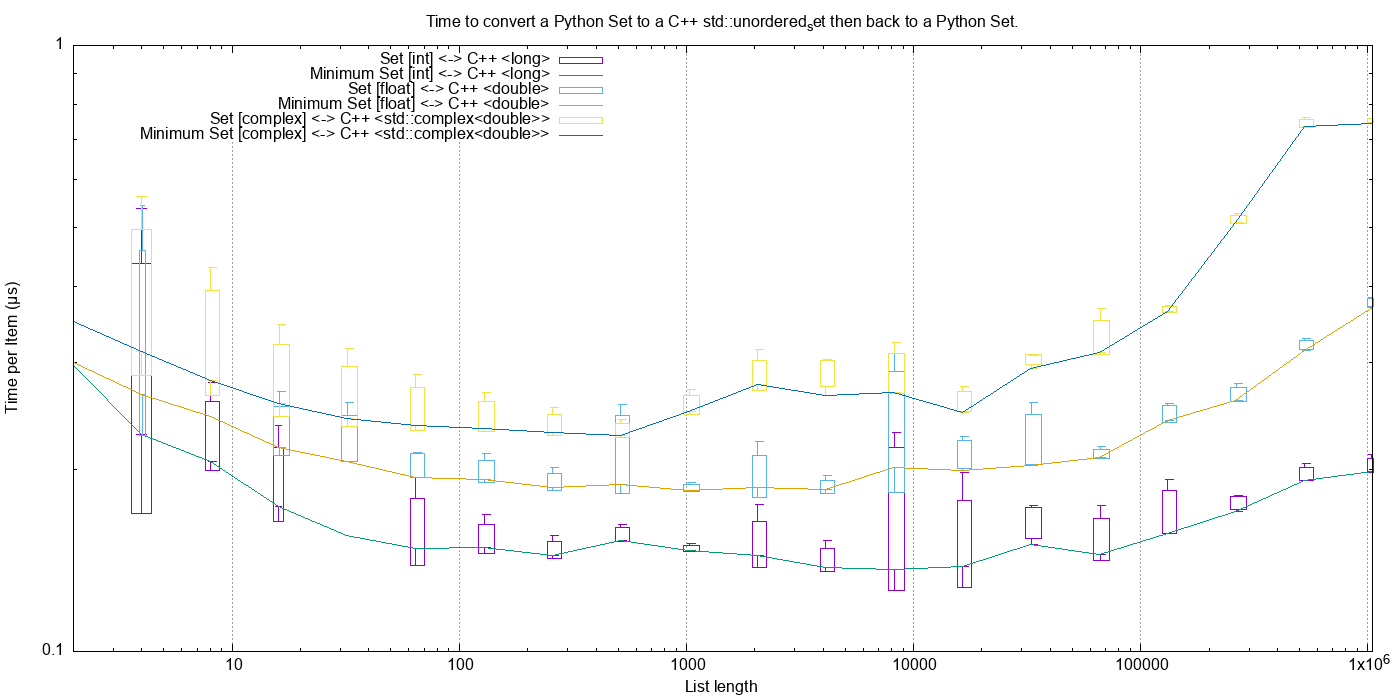 Time to convert a Python Set to a C++ std::unordered_set then back to a Python Set.
1
Set [int] <-> C++ <long>
Minimum Set [int] <-> C++ <long>
Set [float] <-> C++ <double>
Minimum Set [float] <-> C++ <double>
Set [complex] <-> C++ <std::complex<double>>
Minimum Set [complex] <-> C++ <std::complex<double>>
Time per Item (µs)
0.1
10 100 1000 10000 100000 1x10⁶
List length